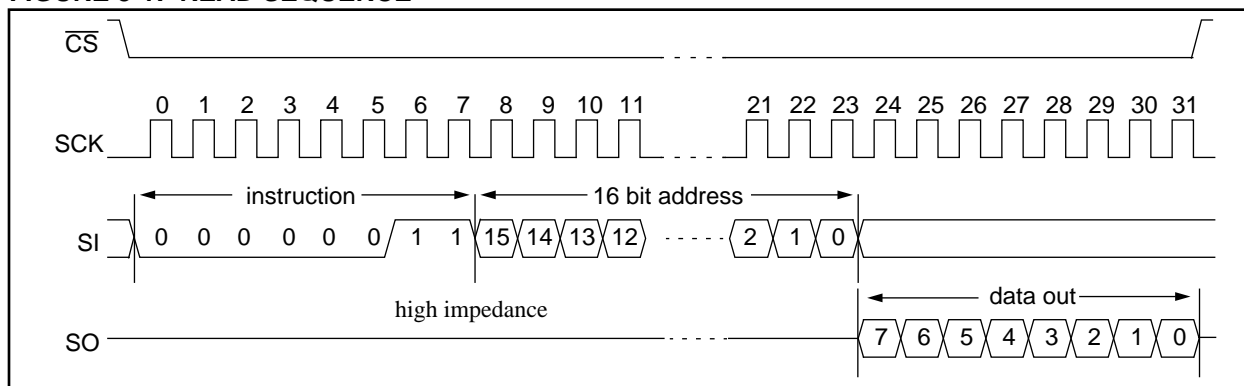 READ SEQUENCE
CS
0 1 2 3 4 5 6 7 8 9 10 11 21 22 23 24 25 26 27 28 29 30 31
SCK
instruction 16 bit address
SI 0 0 0 0 0 0 1 1 15 14 13 12 2 1 0
data out
high impedance
SO 7 6 5 4 3 2 1 0